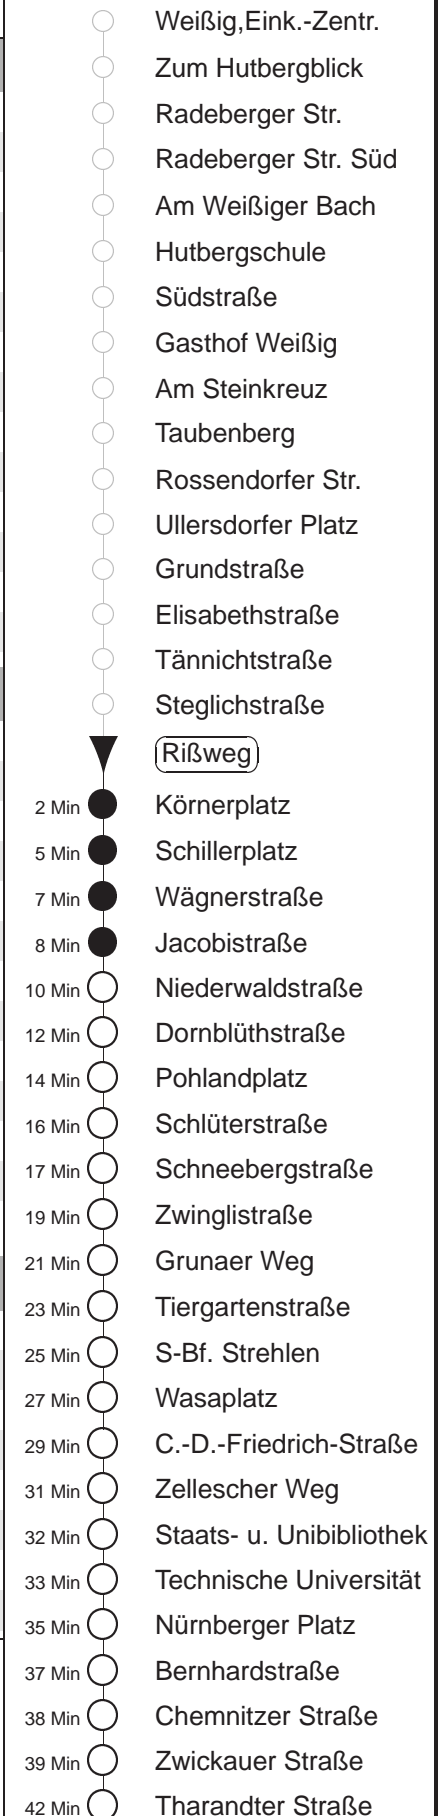 Weißig,Eink.-Zentr.
Zum Hutbergblick
Radeberger Str.
Radeberger Str. Süd
Am Weißiger Bach
Hutbergschule
Südstraße
Gasthof Weißig
Am Steinkreuz
Taubenberg
Rossendorfer Str.
Ullersdorfer Platz
Grundstraße
Elisabethstraße
Tännichtstraße
Steglichstraße
Rißweg
2 Min Körnerplatz
5 Min Schillerplatz
7 Min Wägnerstraße
8 Min Jacobistraße
10 Min Niederwaldstraße
12 Min Dornblüthstraße
14 Min Pohlandplatz
16 Min Schlüterstraße
17 Min Schneebergstraße
19 Min Zwinglistraße
21 Min Grunaer Weg
23 Min Tiergartenstraße
25 Min S-Bf. Strehlen
27 Min Wasaplatz
29 Min C.-D.-Friedrich-Straße
31 Min Zellescher Weg
32 Min Staats- u. Unibibliothek
33 Min Technische Universität
35 Min Nürnberger Platz
37 Min Bernhardstraße
38 Min Chemnitzer Straße
39 Min Zwickauer Straße
42 Min Tharandter Straße